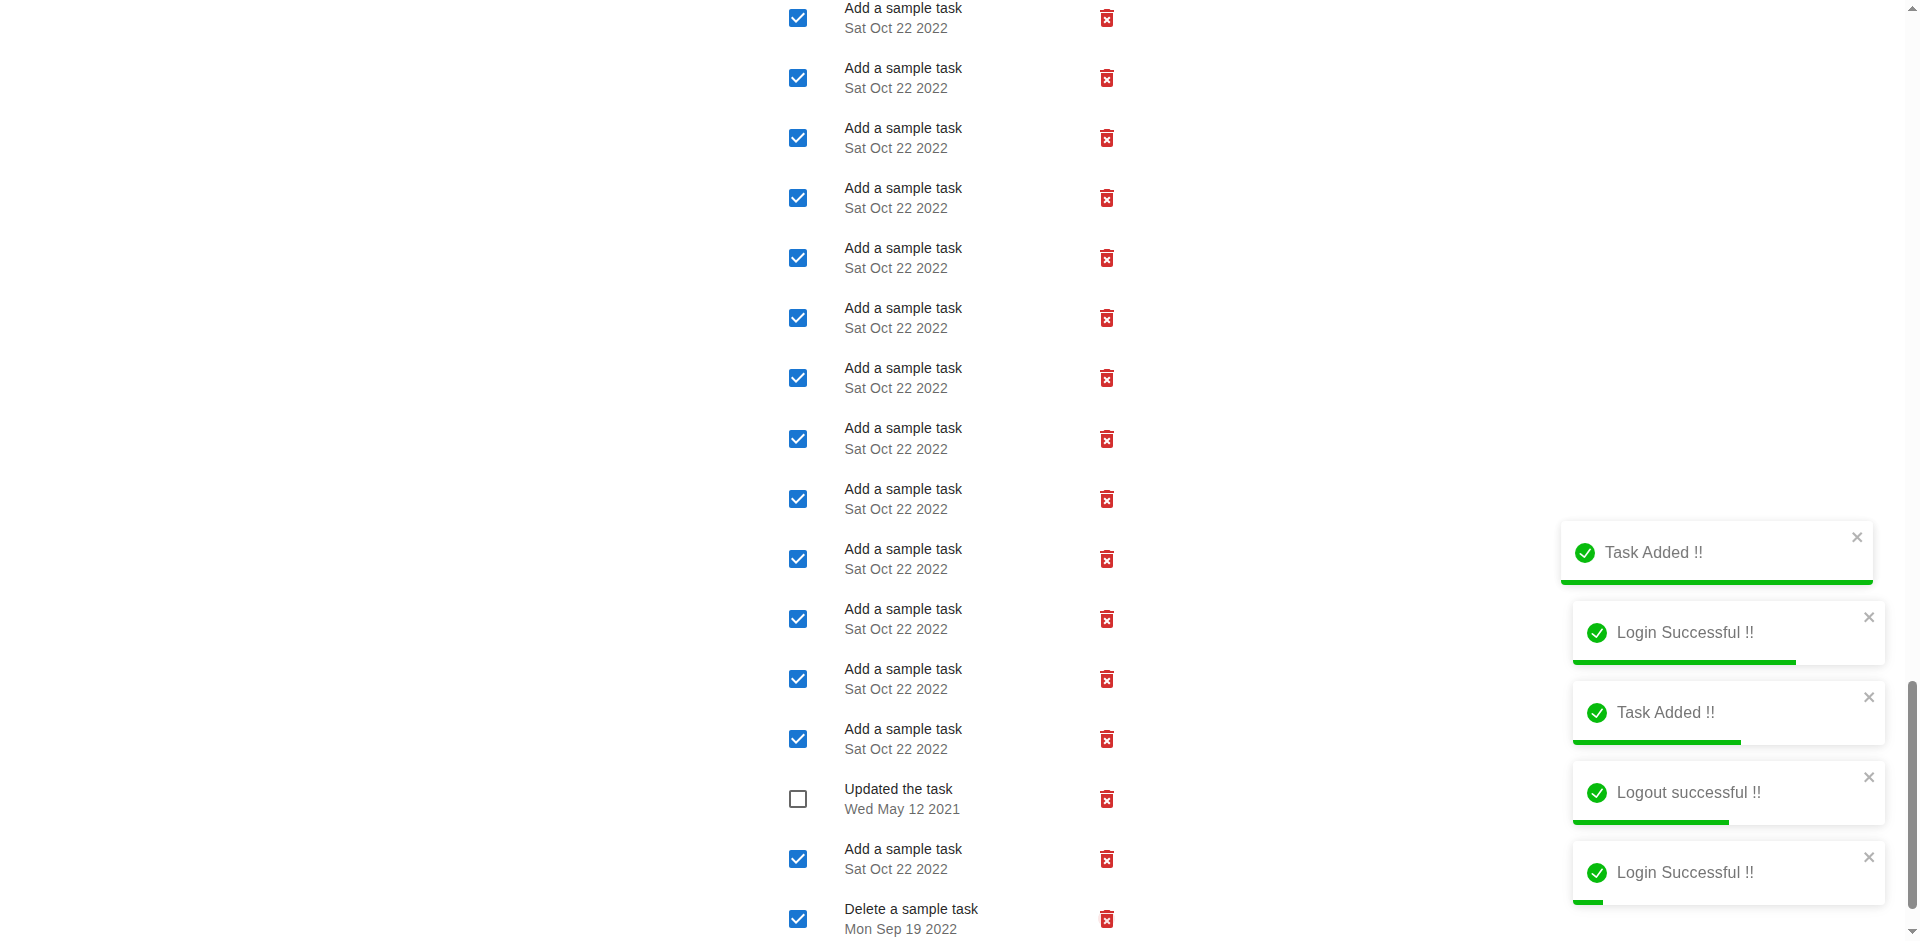 Add a sample task
Sat Oct 22 2022
Add a sample task
Sat Oct 22 2022
Add a sample task
Sat Oct 22 2022
Add a sample task
Sat Oct 22 2022
Add a sample task
Sat Oct 22 2022
Add a sample task
Sat Oct 22 2022
Add a sample task
Sat Oct 22 2022
Add a sample task
Sat Oct 22 2022
Add a sample task
Sat Oct 22 2022
Add a sample task
Sat Oct 22 2022
Add a sample task
Sat Oct 22 2022
Add a sample task
Sat Oct 22 2022
Add a sample task
Sat Oct 22 2022
Updated the task
Wed May 12 2021
Add a sample task
Sat Oct 22 2022
Delete a sample task
Mon Sep 19 2022
Task Added !!
Login Successful !!
Task Added !!
Logout successful !!
Login Successful !!